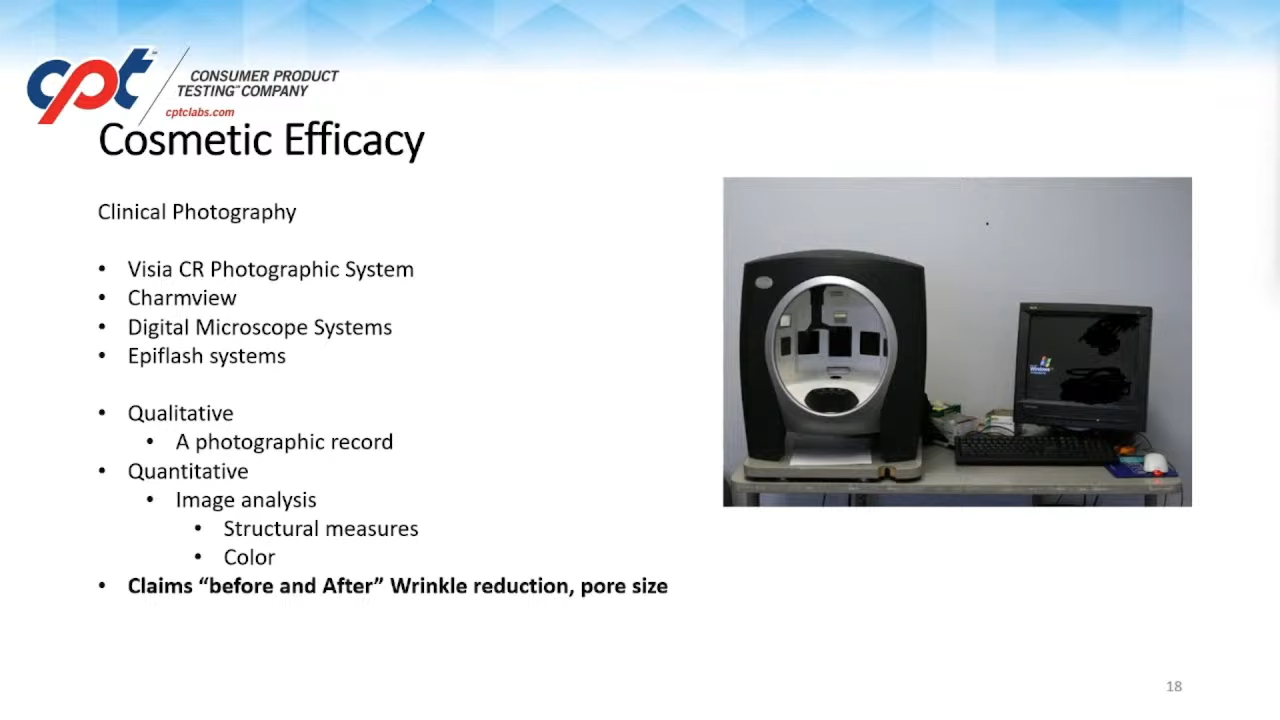 cpt
CONSUMER PRODUCT
TESTING COMPANY
cptclabs.com
Cosmetic Efficacy
Clinical Photography
• Visia CR Photographic System
• Charmview
• Digital Microscope Systems
• Epiflash systems
• Qualitative
• A photographic record
• Quantitative
• Image analysis
• Structural measures
• Color
• Claims “before and After” Wrinkle reduction, pore size
Windows
18